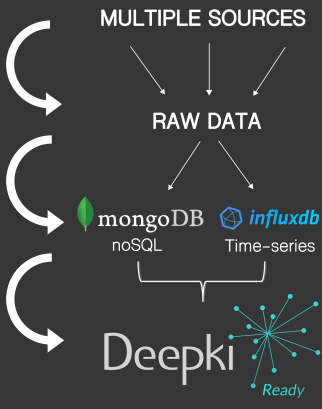 MULTIPLE SOURCES
RAW DATA
mongoDB influxdb
noSQL Time-series
Deepki
Ready